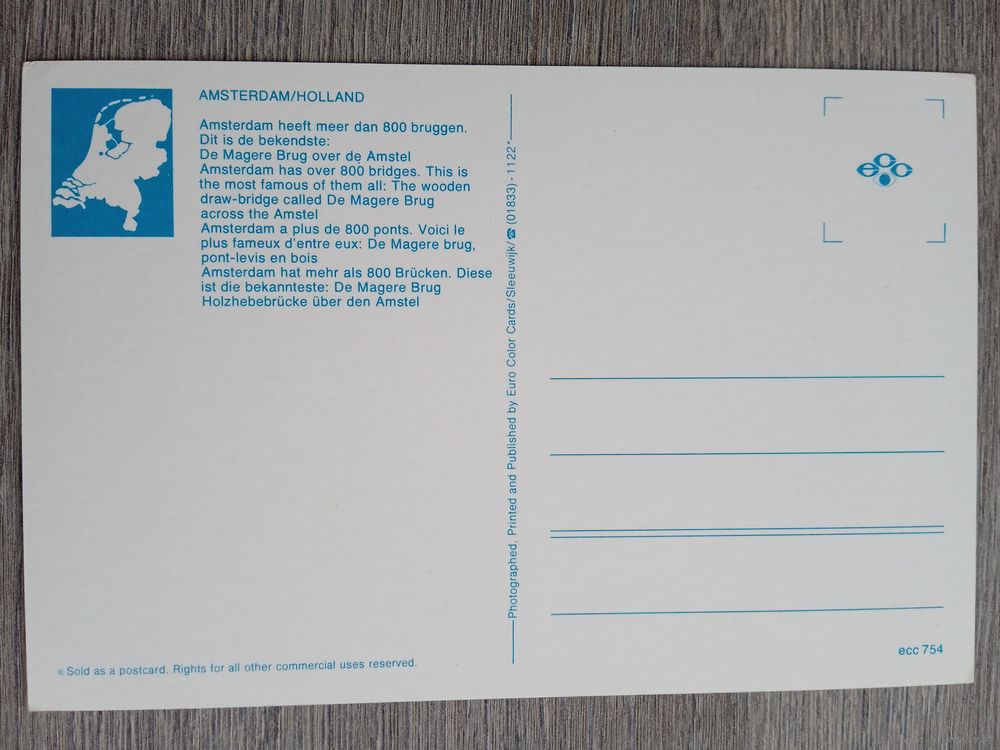 AMSTERDAM/HOLLAND
Amsterdam heeft meer dan 800 bruggen.
Dit is de bekendste:
De Magere Brug over de Amstel
Amsterdam has over 800 bridges. This is
the most famous of them all: The wooden
draw-bridge called De Magere Brug
across the Amstel
Amsterdam a plus de 800 ponts. Voici le
plus fameux d'entre eux: De Magere brug,
pont-levis en bois
Amsterdam hat mehr als 800 Brücken. Diese
ist die bekannteste: De Magere Brug
Holzhebebrücke über den Amstel
© Sold as a postcard. Rights for all other commercial uses reserved.
Photographed, Printed and Published by Euro Color Cards/Sleeuwijk/☎ (01833) - 1122*
ecc
ecc 754